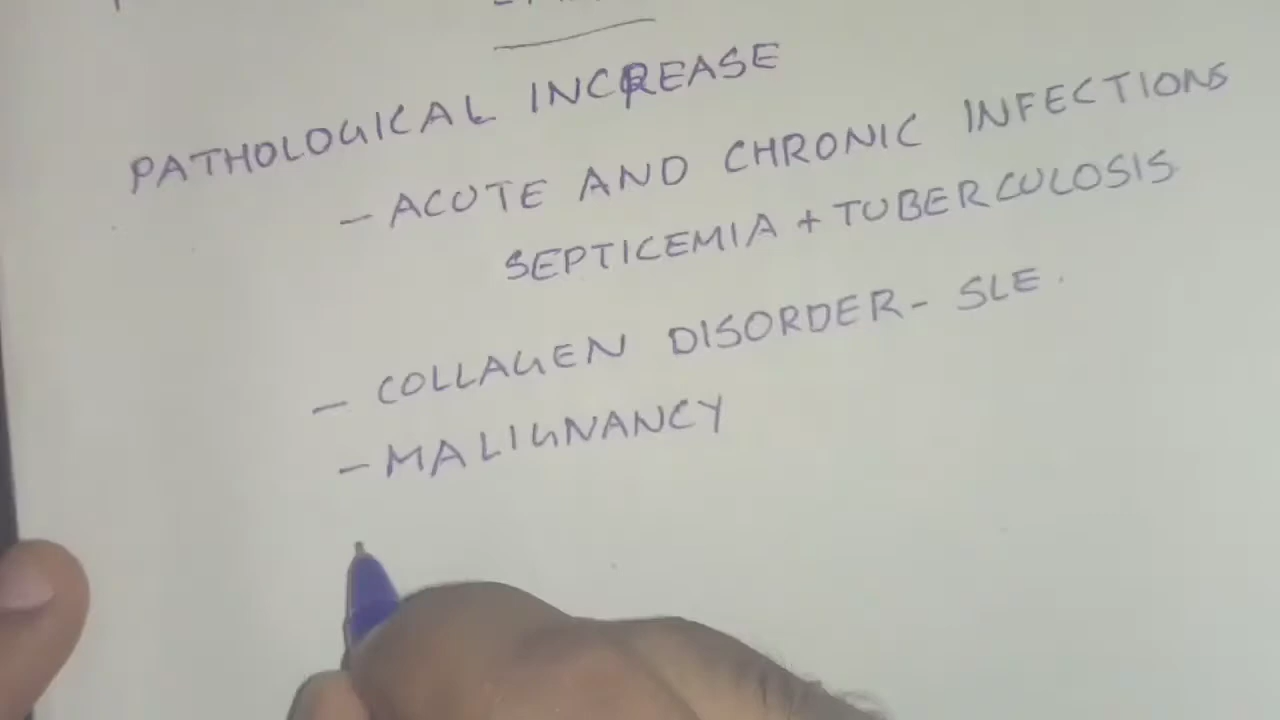 PATHOLOGICAL INCREASE
- ACUTE AND CHRONIC INFECTIONS
SEPTICEMIA + TUBERCULOSIS
- COLLAGEN DISORDER - SLE.
- MALIGNANCY